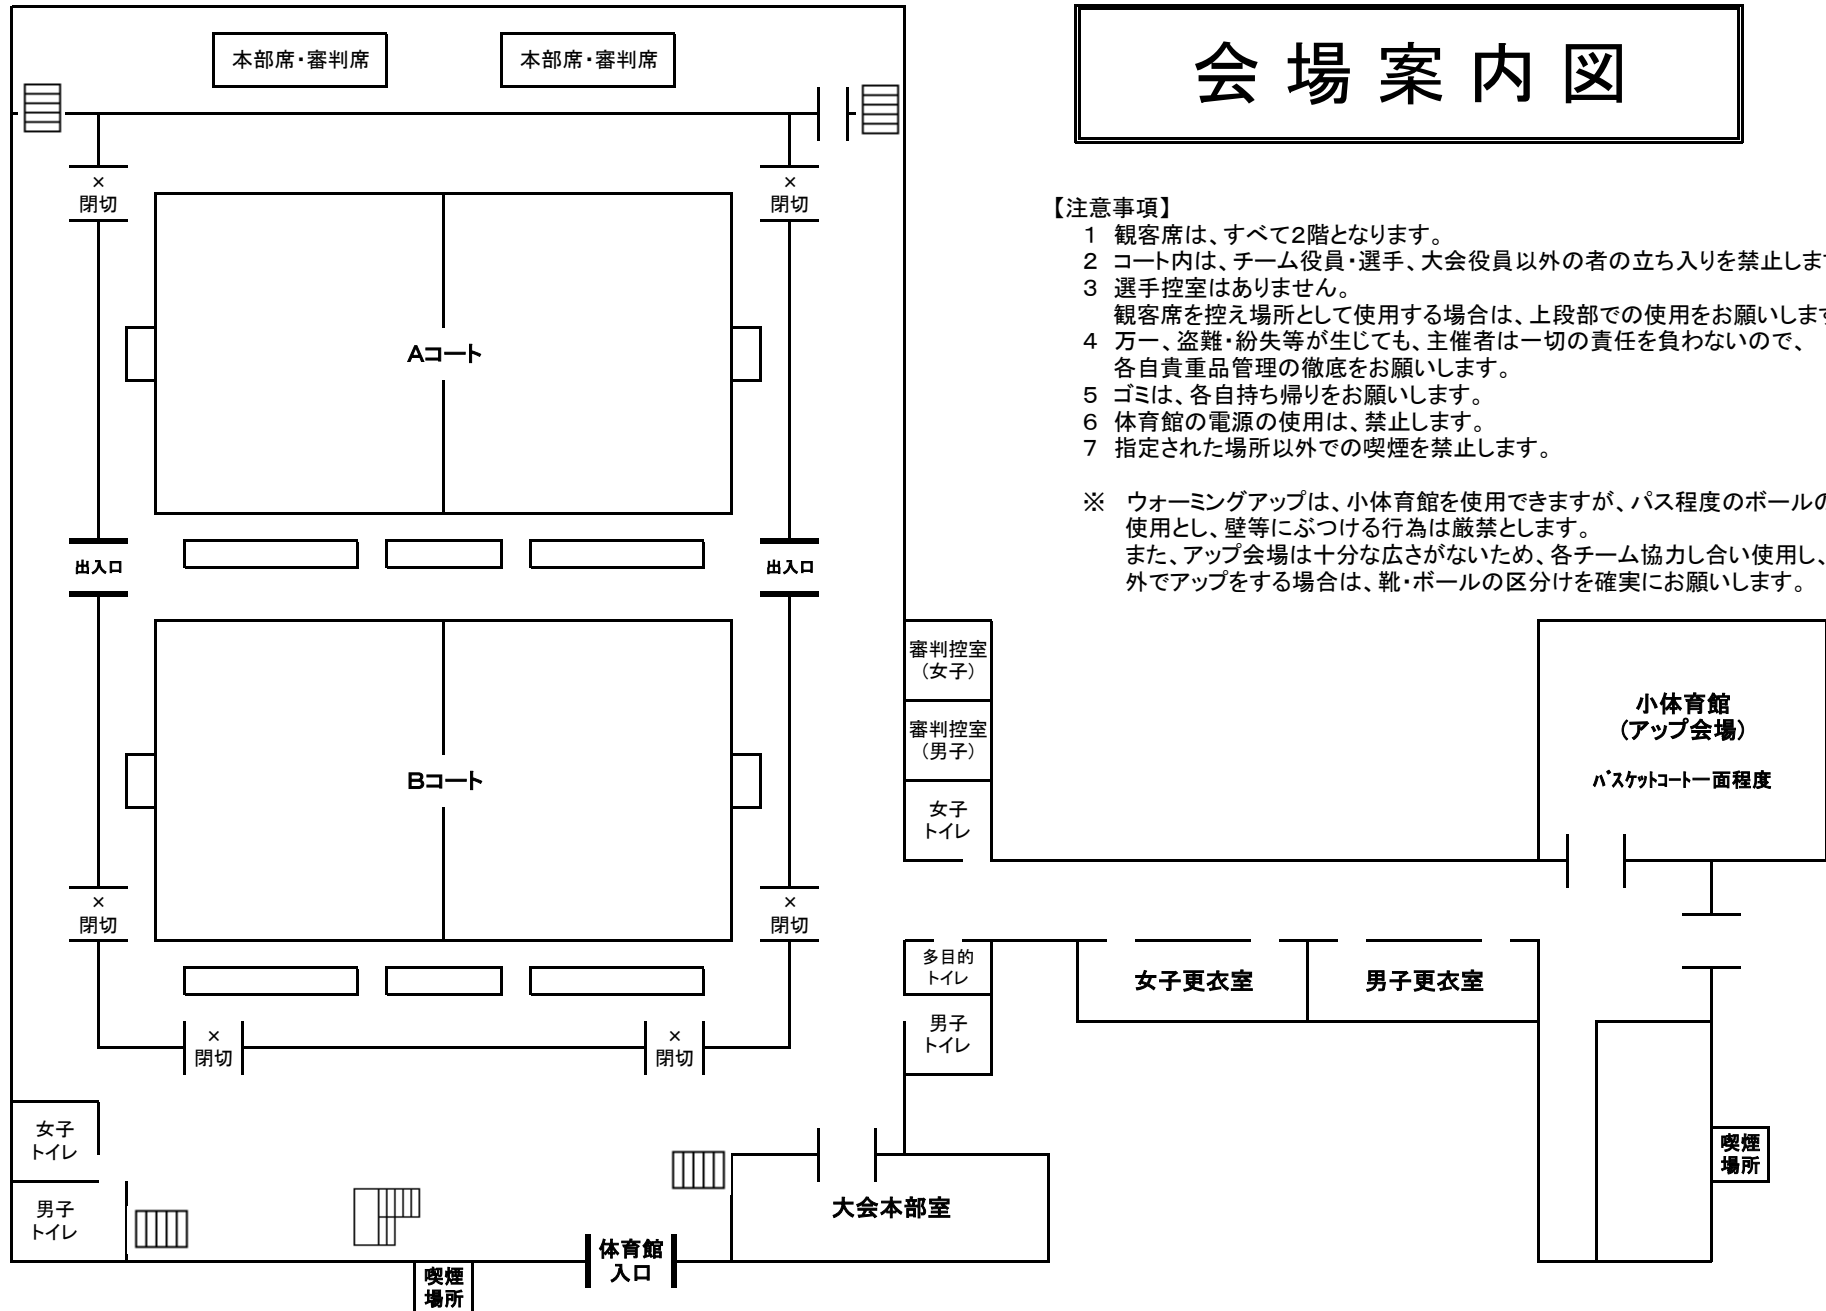 会場案内図
本部席・審判席
本部席・審判席
×
閉切
×
閉切
Aコート
出入口
出入口
Bコート
×
閉切
×
閉切
×
閉切
×
閉切
【注意事項】
1 観客席は、すべて2階となります。
2 コート内は、チーム役員・選手、大会役員以外の者の立ち入りを禁止しま
3 選手控室はありません。
観客席を控え場所として使用する場合は、上段部での使用をお願いしま
4 万一、盗難・紛失等が生じても、主催者は一切の責任を負わないので、
各自貴重品管理の徹底をお願いします。
5 ゴミは、各自持ち帰りをお願いします。
6 体育館の電源の使用は、禁止します。
7 指定された場所以外での喫煙を禁止します。
※ ウォーミングアップは、小体育館を使用できますが、パス程度のボールの
使用とし、壁等にぶつける行為は厳禁とします。
また、アップ会場は十分な広さがないため、各チーム協力し合い使用し、
外でアップをする場合は、靴・ボールの区分けを確実にお願いします。
審判控室
(女子)
審判控室
(男子)
女子
トイレ
小体育館
(アップ会場)
バスケットコート一面程度
多目的
トイレ
男子
トイレ
女子更衣室
男子更衣室
女子
トイレ
男子
トイレ
大会本部室
体育館
入口
喫煙
場所
喫煙
場所